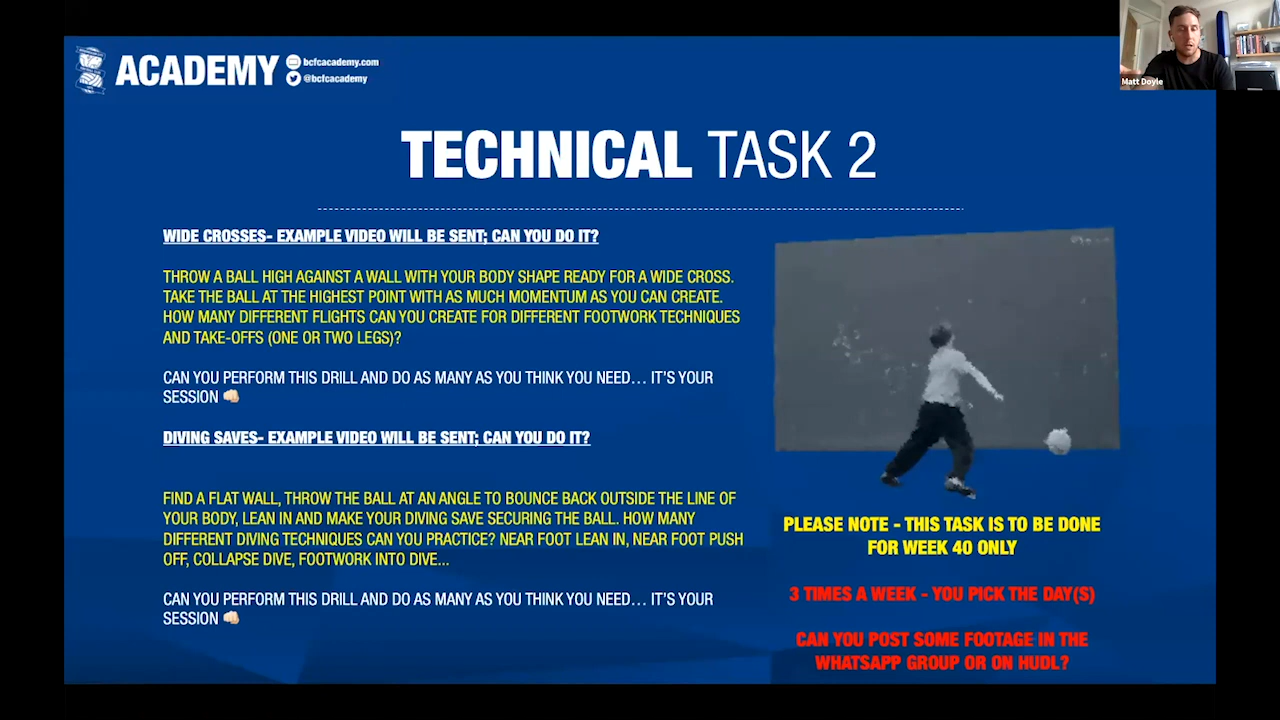 ACADEMY
bcfcacademy.com
@bcfcacademy
Matt Doyle
TECHNICAL TASK 2
WIDE CROSSES- EXAMPLE VIDEO WILL BE SENT; CAN YOU DO IT?
THROW A BALL HIGH AGAINST A WALL WITH YOUR BODY SHAPE READY FOR A WIDE CROSS.
TAKE THE BALL AT THE HIGHEST POINT WITH AS MUCH MOMENTUM AS YOU CAN CREATE.
HOW MANY DIFFERENT FLIGHTS CAN YOU CREATE FOR DIFFERENT FOOTWORK TECHNIQUES
AND TAKE-OFFS (ONE OR TWO LEGS)?
CAN YOU PERFORM THIS DRILL AND DO AS MANY AS YOU THINK YOU NEED... IT'S YOUR
SESSION 👊🏻
DIVING SAVES- EXAMPLE VIDEO WILL BE SENT; CAN YOU DO IT?
FIND A FLAT WALL, THROW THE BALL AT AN ANGLE TO BOUNCE BACK OUTSIDE THE LINE OF
YOUR BODY, LEAN IN AND MAKE YOUR DIVING SAVE SECURING THE BALL. HOW MANY
DIFFERENT DIVING TECHNIQUES CAN YOU PRACTICE? NEAR FOOT LEAN IN, NEAR FOOT PUSH
OFF, COLLAPSE DIVE, FOOTWORK INTO DIVE...
CAN YOU PERFORM THIS DRILL AND DO AS MANY AS YOU THINK YOU NEED... IT'S YOUR
SESSION 👊🏻
PLEASE NOTE - THIS TASK IS TO BE DONE
FOR WEEK 40 ONLY
3 TIMES A WEEK - YOU PICK THE DAY(S)
CAN YOU POST SOME FOOTAGE IN THE
WHATSAPP GROUP OR ON HUDL?